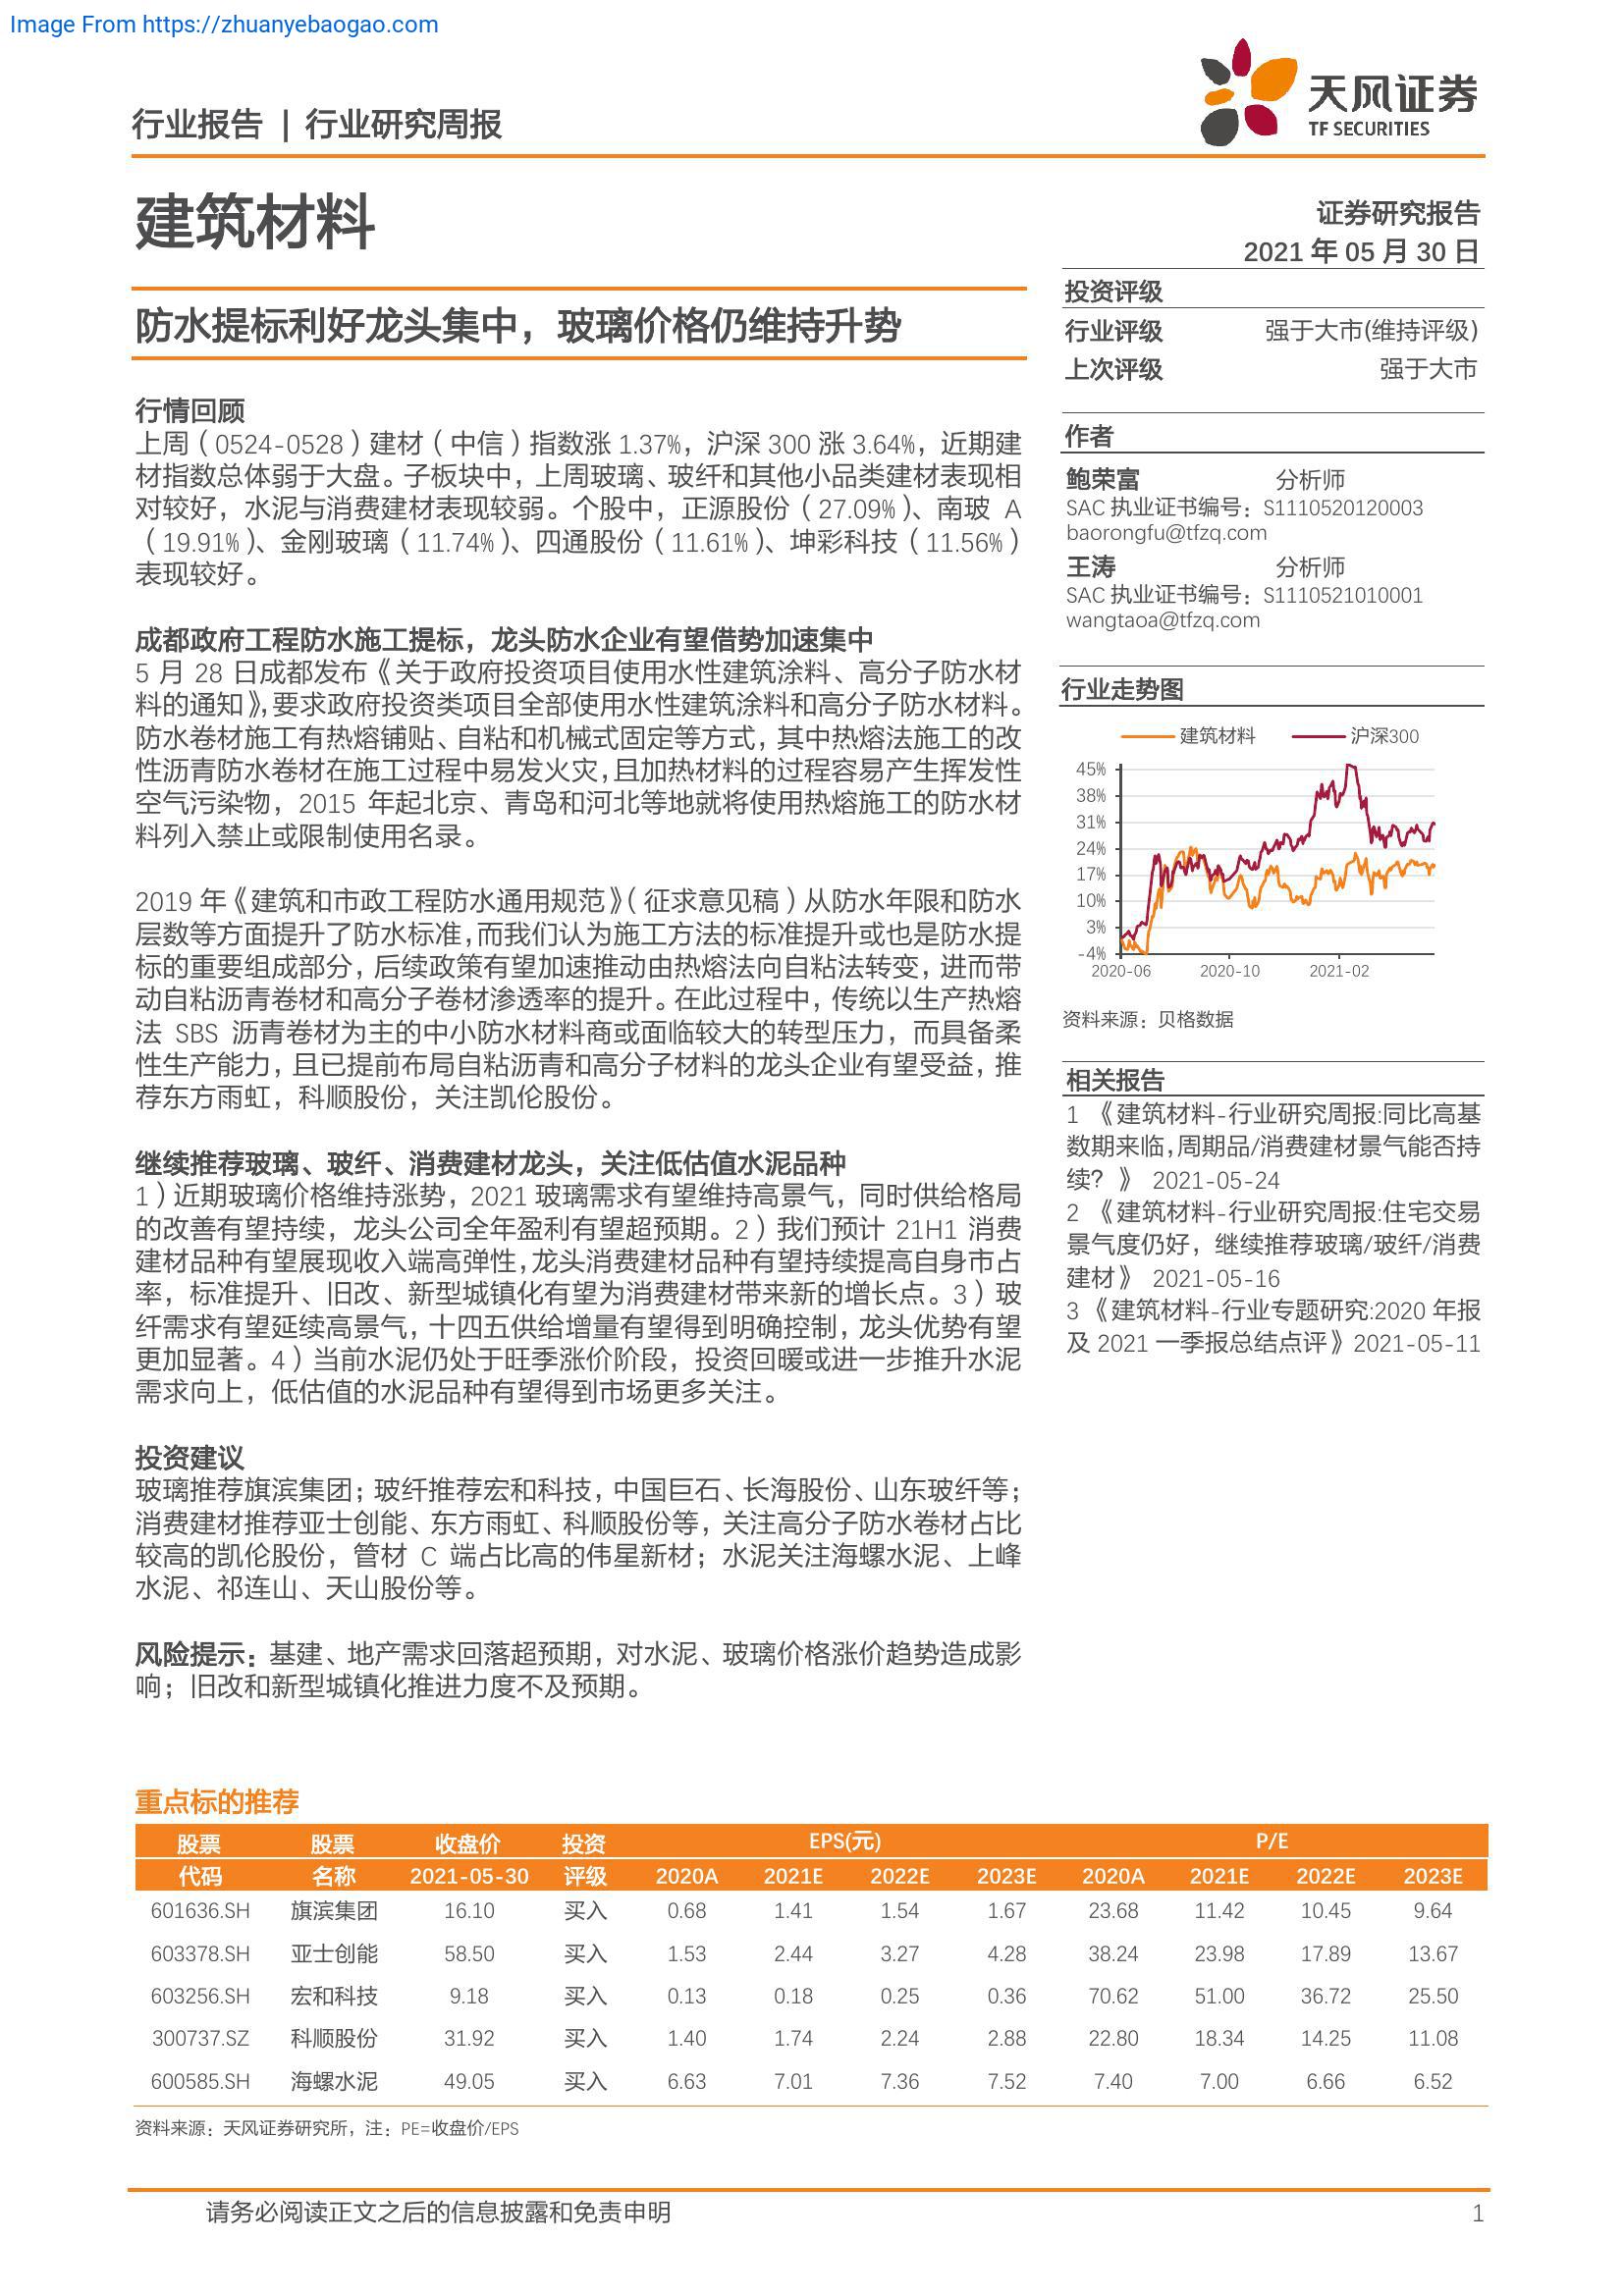 Image From https://zhuanyebaogao.com
行业报告 | 行业研究周报
天风证券
TF SECURITIES
建筑材料
证券研究报告
2021 年 05 月 30 日
防水提标利好龙头集中，玻璃价格仍维持升势
行情回顾
上周（0524-0528）建材（中信）指数涨 1.37%，沪深 300 涨 3.64%，近期建
材指数总体弱于大盘。子板块中，上周玻璃、玻纤和其他小品类建材表现相
对较好，水泥与消费建材表现较弱。个股中，正源股份（27.09%）、南玻 A
（19.91%）、金刚玻璃（11.74%）、四通股份（11.61%）、坤彩科技（11.56%）
表现较好。
成都政府工程防水施工提标，龙头防水企业有望借势加速集中
5 月 28 日成都发布《关于政府投资项目使用水性建筑涂料、高分子防水材
料的通知》，要求政府投资类项目全部使用水性建筑涂料和高分子防水材料。
防水卷材施工有热熔铺贴、自粘和机械式固定等方式，其中热熔法施工的改
性沥青防水卷材在施工过程中易发火灾，且加热材料的过程容易产生挥发性
空气污染物，2015 年起北京、青岛和河北等地就将使用热熔施工的防水材
料列入禁止或限制使用名录。
2019 年《建筑和市政工程防水通用规范》（征求意见稿）从防水年限和防水
层数等方面提升了防水标准，而我们认为施工方法的标准提升或也是防水提
标的重要组成部分，后续政策有望加速推动由热熔法向自粘法转变，进而带
动自粘沥青卷材和高分子卷材渗透率的提升。在此过程中，传统以生产热熔
法 SBS 沥青卷材为主的中小防水材料商或面临较大的转型压力，而具备柔
性生产能力，且已提前布局自粘沥青和高分子材料的龙头企业有望受益，推
荐东方雨虹，科顺股份，关注凯伦股份。
继续推荐玻璃、玻纤、消费建材龙头，关注低估值水泥品种
1）近期玻璃价格维持涨势，2021 玻璃需求有望维持高景气，同时供给格局
的改善有望持续，龙头公司全年盈利有望超预期。2）我们预计 21H1 消费
建材品种有望展现收入端高弹性，龙头消费建材品种有望持续提高自身市占
率，标准提升、旧改、新型城镇化有望为消费建材带来新的增长点。3）玻
纤需求有望延续高景气，十四五供给增量有望得到明确控制，龙头优势有望
更加显著。4）当前水泥仍处于旺季涨价阶段，投资回暖或进一步推升水泥
需求向上，低估值的水泥品种有望得到市场更多关注。
投资建议
玻璃推荐旗滨集团；玻纤推荐宏和科技，中国巨石、长海股份、山东玻纤等；
消费建材推荐亚士创能、东方雨虹、科顺股份等，关注高分子防水卷材占比
较高的凯伦股份，管材 C 端占比高的伟星新材；水泥关注海螺水泥、上峰
水泥、祁连山、天山股份等。
风险提示：基建、地产需求回落超预期，对水泥、玻璃价格涨价趋势造成影
响；旧改和新型城镇化推进力度不及预期。
投资评级
行业评级 强于大市(维持评级)
上次评级 强于大市
作者
鲍荣富 分析师
SAC 执业证书编号：S1110520120003
baorongfu@tfzq.com
王涛 分析师
SAC 执业证书编号：S1110521010001
wangtaoa@tfzq.com
行业走势图
建筑材料 沪深300
45%
38%
31%
24%
17%
10%
3%
-4%
2020-06 2020-10 2021-02
资料来源：贝格数据
相关报告
1 《建筑材料-行业研究周报:同比高基
数期来临，周期品/消费建材景气能否持
续？》 2021-05-24
2 《建筑材料-行业研究周报:住宅交易
景气度仍好，继续推荐玻璃/玻纤/消费
建材》 2021-05-16
3 《建筑材料-行业专题研究:2020 年报
及 2021 一季报总结点评》2021-05-11
重点标的推荐
股票 股票 收盘价 投资 EPS(元) P/E
代码 名称 2021-05-30 评级 2020A 2021E 2022E 2023E 2020A 2021E 2022E 2023E
601636.SH 旗滨集团 16.10 买入 0.68 1.41 1.54 1.67 23.68 11.42 10.45 9.64
603378.SH 亚士创能 58.50 买入 1.53 2.44 3.27 4.28 38.24 23.98 17.89 13.67
603256.SH 宏和科技 9.18 买入 0.13 0.18 0.25 0.36 70.62 51.00 36.72 25.50
300737.SZ 科顺股份 31.92 买入 1.40 1.74 2.24 2.88 22.80 18.34 14.25 11.08
600585.SH 海螺水泥 49.05 买入 6.63 7.01 7.36 7.52 7.40 7.00 6.66 6.52
资料来源：天风证券研究所，注：PE=收盘价/EPS
请务必阅读正文之后的信息披露和免责申明 1